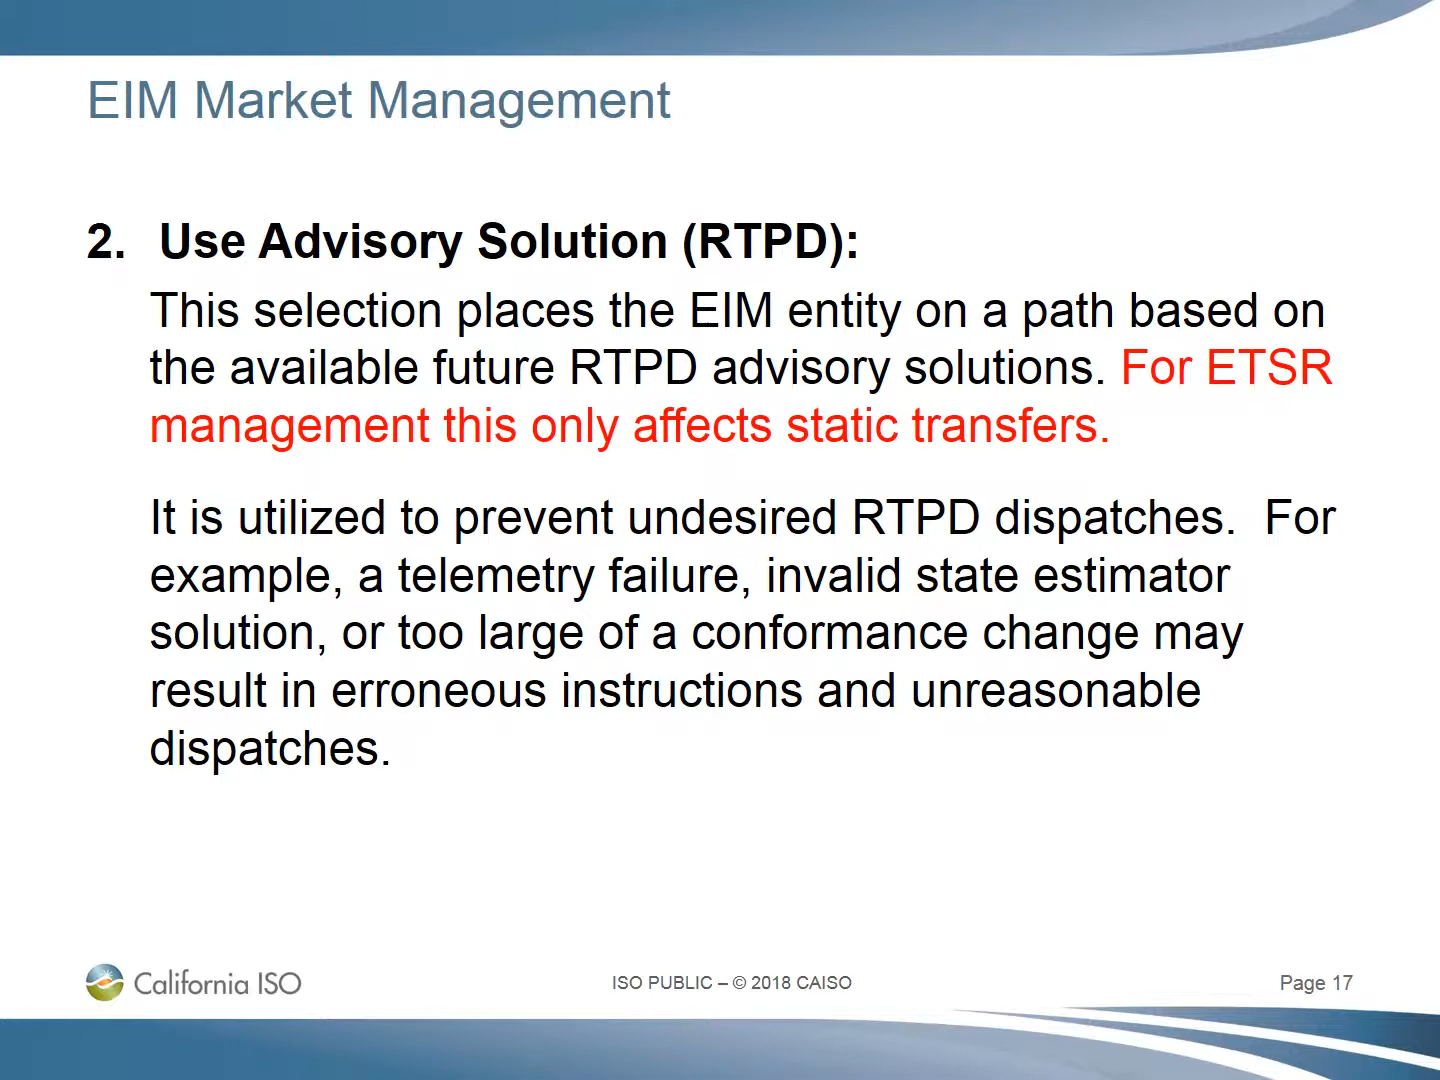 EIM Market Management
2. Use Advisory Solution (RTPD):
This selection places the EIM entity on a path based on
the available future RTPD advisory solutions. For ETSR
management this only affects static transfers.
It is utilized to prevent undesired RTPD dispatches.  For
example, a telemetry failure, invalid state estimator
solution, or too large of a conformance change may
result in erroneous instructions and unreasonable
dispatches.
California ISO
ISO PUBLIC – © 2018 CAISO
Page 17